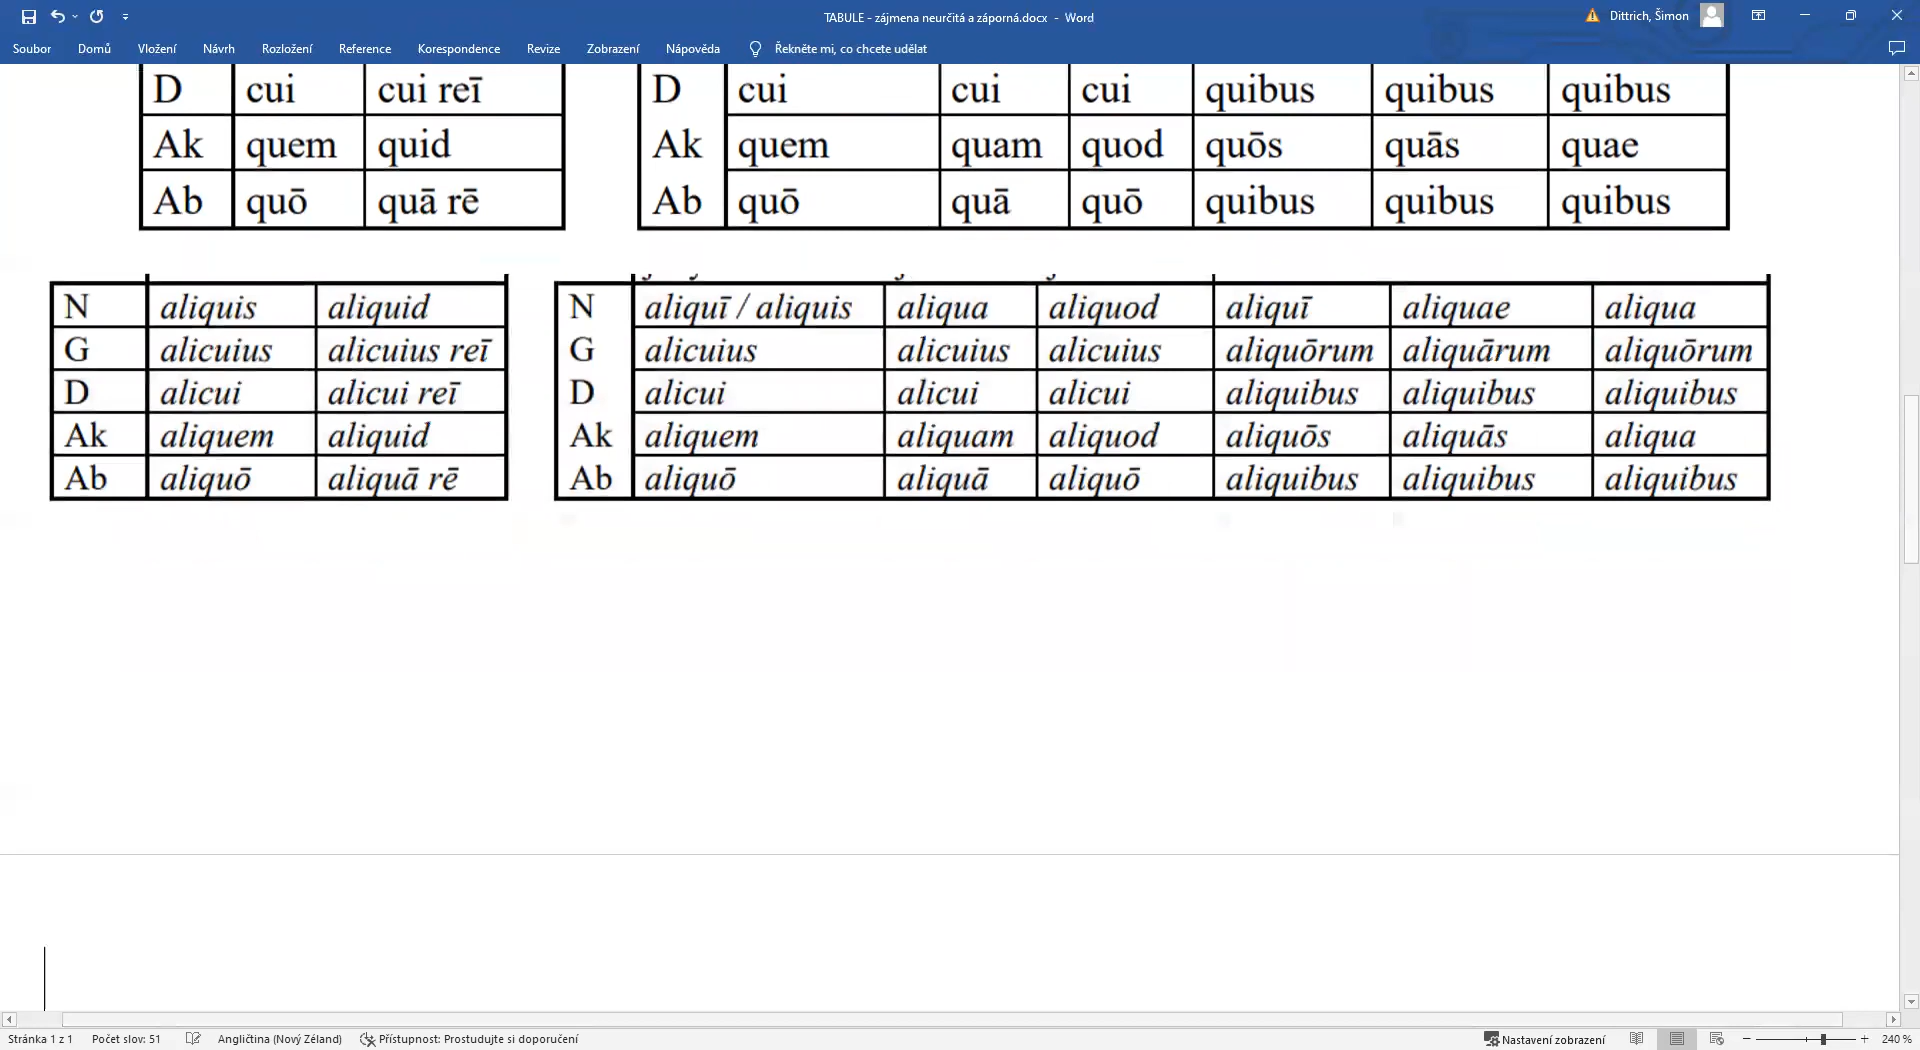 TABULE - zájmena neurčitá a záporná.docx - Word
Dittrich, Šimon
Soubor Domů Vložení Návrh Rozložení Reference Korespondence Revize Zobrazení Nápověda Řekněte mi, co chcete udělat
D cui cui reī
Ak quem quid
Ab quō quā rē
D cui cui cui quibus quibus quibus
Ak quem quam quod quōs quās quae
Ab quō quā quō quibus quibus quibus
N aliquis aliquid
G alicuius alicuius reī
D alicui alicui reī
Ak aliquem aliquid
Ab aliquō aliquā rē
N aliquī / aliquis aliqua aliquod aliquī aliquae aliqua
G alicuius alicuius alicuius aliquōrum aliquārum aliquōrum
D alicui alicui alicui aliquibus aliquibus aliquibus
Ak aliquem aliquam aliquod aliquōs aliquās aliqua
Ab aliquō aliquā aliquō aliquibus aliquibus aliquibus
Stránka 1 z 1 Počet slov: 51 Angličtina (Nový Zéland) Přístupnost: Prostudujte si doporučení Nastavení zobrazení 240 %